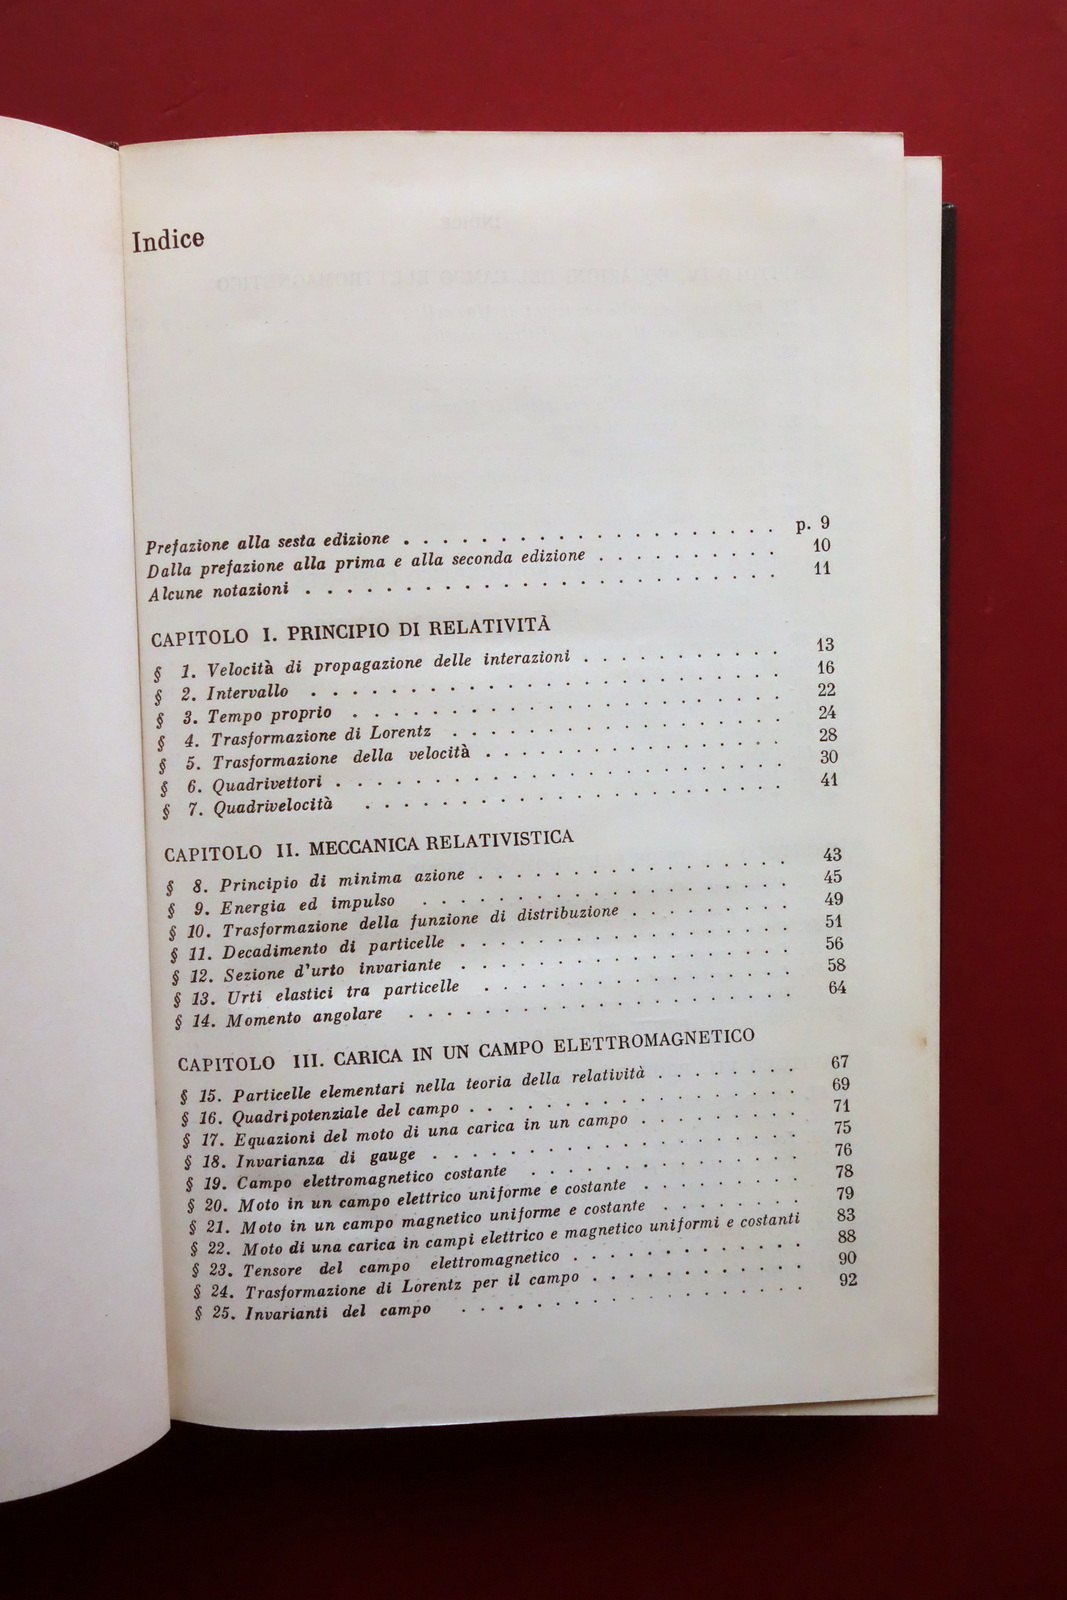 Indice
Prefazione alla sesta edizione . . . . . . . . . . . . . . . . . . p. 9
Dalla prefazione alla prima e alla seconda edizione . . . . . . . . . 10
Alcune notazioni . . . . . . . . . . . . . . . . . . . . . . . . 11
CAPITOLO I. PRINCIPIO DI RELATIVITÀ
§ 1. Velocità di propagazione delle interazioni . . . . . . . . . . . 13
§ 2. Intervallo . . . . . . . . . . . . . . . . . . . . . . . . 16
§ 3. Tempo proprio . . . . . . . . . . . . . . . . . . . . . . 22
§ 4. Trasformazione di Lorentz . . . . . . . . . . . . . . . . . 24
§ 5. Trasformazione della velocità . . . . . . . . . . . . . . . . 28
§ 6. Quadrivettori . . . . . . . . . . . . . . . . . . . . . . . 30
§ 7. Quadrivelocità . . . . . . . . . . . . . . . . . . . . . . 41
CAPITOLO II. MECCANICA RELATIVISTICA
§ 8. Principio di minima azione . . . . . . . . . . . . . . . . 43
§ 9. Energia ed impulso . . . . . . . . . . . . . . . . . . . 45
§ 10. Trasformazione della funzione di distribuzione . . . . . . . . 49
§ 11. Decadimento di particelle . . . . . . . . . . . . . . . . . 51
§ 12. Sezione d'urto invariante . . . . . . . . . . . . . . . . . 56
§ 13. Urti elastici tra particelle . . . . . . . . . . . . . . . . 58
§ 14. Momento angolare . . . . . . . . . . . . . . . . . . . . 64
CAPITOLO III. CARICA IN UN CAMPO ELETTROMAGNETICO
§ 15. Particelle elementari nella teoria della relatività . . . . . . . 67
§ 16. Quadripotenziale del campo . . . . . . . . . . . . . . . . 69
§ 17. Equazioni del moto di una carica in un campo . . . . . . . . 71
§ 18. Invarianza di gauge . . . . . . . . . . . . . . . . . . . 75
§ 19. Campo elettromagnetico costante . . . . . . . . . . . . . . 76
§ 20. Moto in un campo elettrico uniforme e costante . . . . . . . . 78
§ 21. Moto in un campo magnetico uniforme e costante . . . . . . . 79
§ 22. Moto di una carica in campi elettrico e magnetico uniformi e costanti 83
§ 23. Tensore del campo elettromagnetico . . . . . . . . . . . . 88
§ 24. Trasformazione di Lorentz per il campo . . . . . . . . . . . 90
§ 25. Invarianti del campo . . . . . . . . . . . . . . . . . . 92